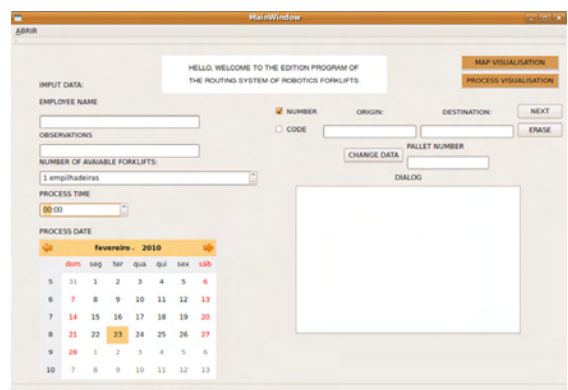 MainWindow
ABRIR
HELLO, WELCOME TO THE EDITION PROGRAM OF
THE ROUTING SYSTEM OF ROBOTICS FORKLIFTS
MAP VISUALISATION
PROCESS VISUALISATION
IMPUT DATA:
EMPLOYEE NAME
OBSERVATIONS
NUMBER OF AVAIABLE FORKLIFTS:
1 empilhadeiras
PROCESS TIME
00:00
PROCESS DATE
NUMBER ORIGIN: DESTINATION: NEXT
CODE ERASE
CHANGE DATA PALLET NUMBER
DIALOG
fevereiro 2010
dom seg ter qua qui sex sáb
5 31 1 2 3 4 5 6
6 7 8 9 10 11 12 13
7 14 15 16 17 18 19 20
8 21 22 23 24 25 26 27
9 28 1 2 3 4 5 6
10 7 8 9 10 11 12 13